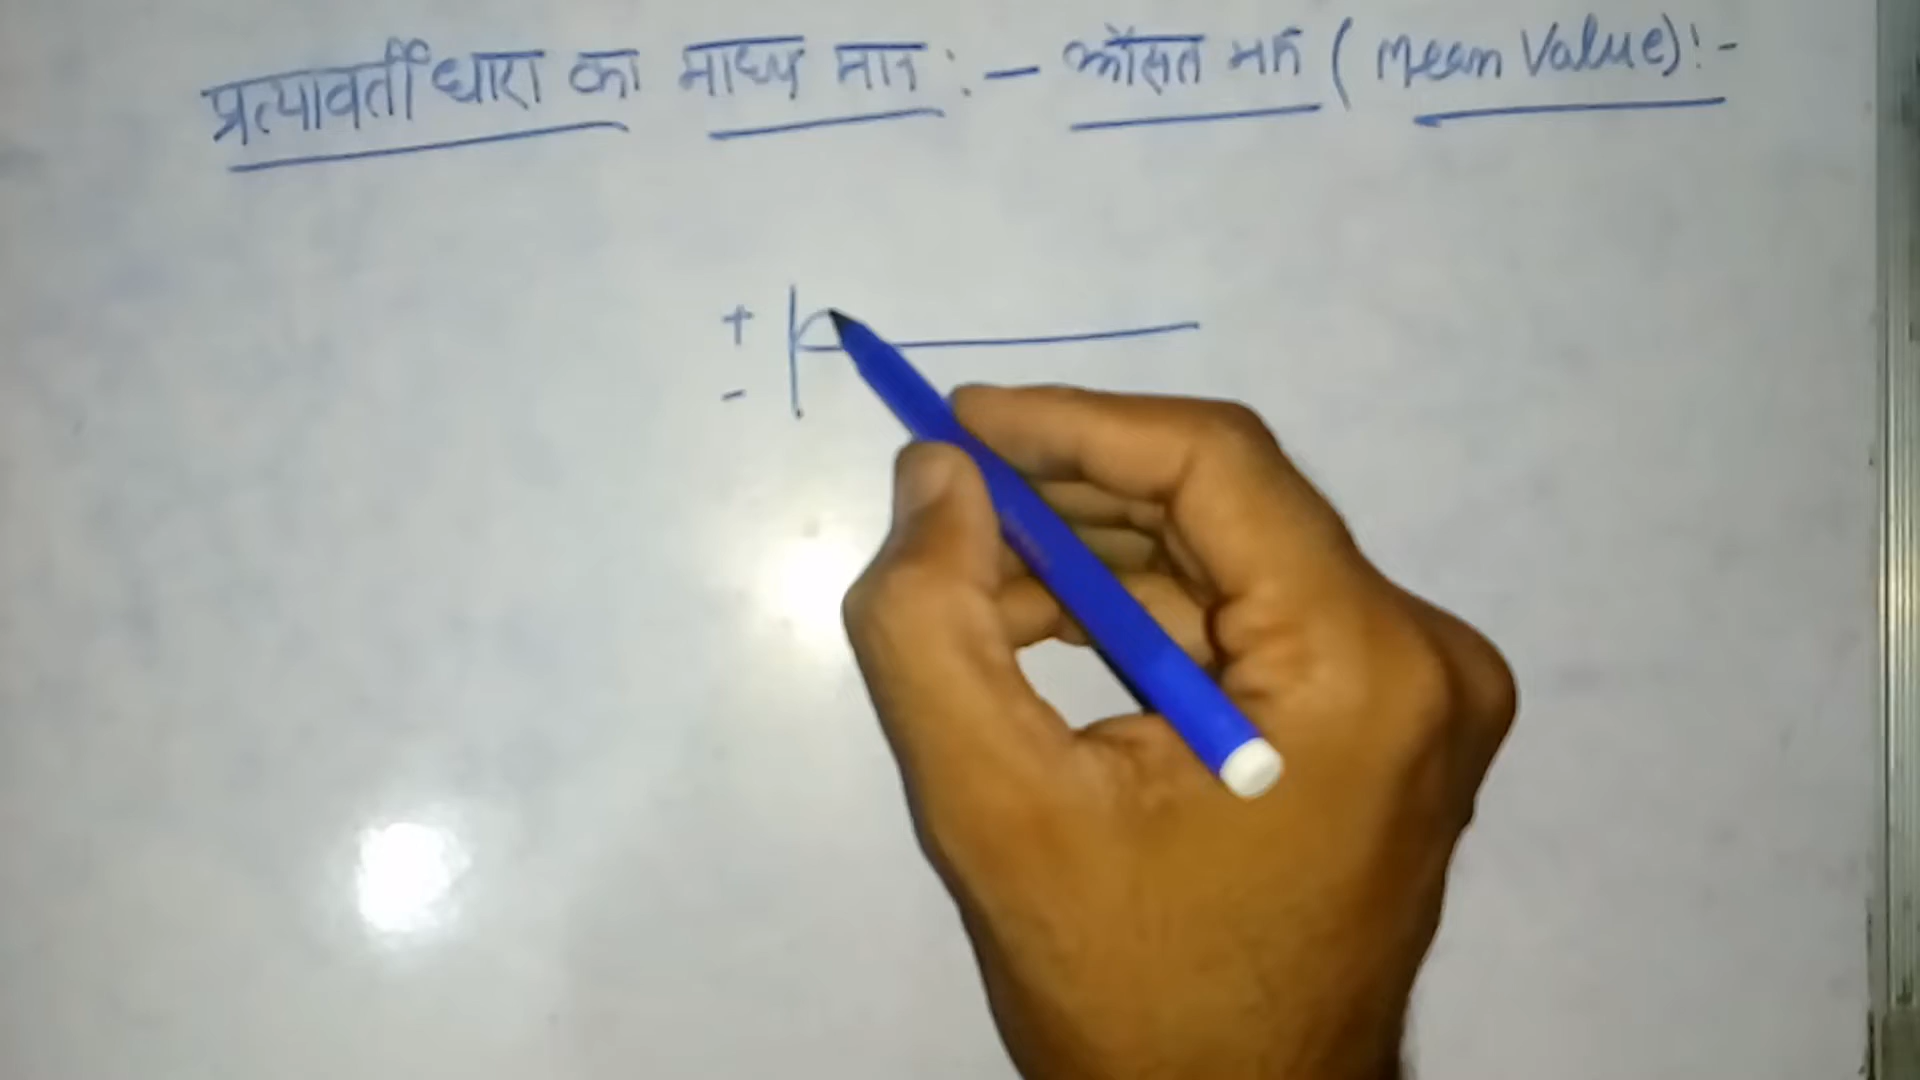 प्रत्यावर्ती धारा का माध्य मान :- औसत मान ( Mean Value):-
+
-